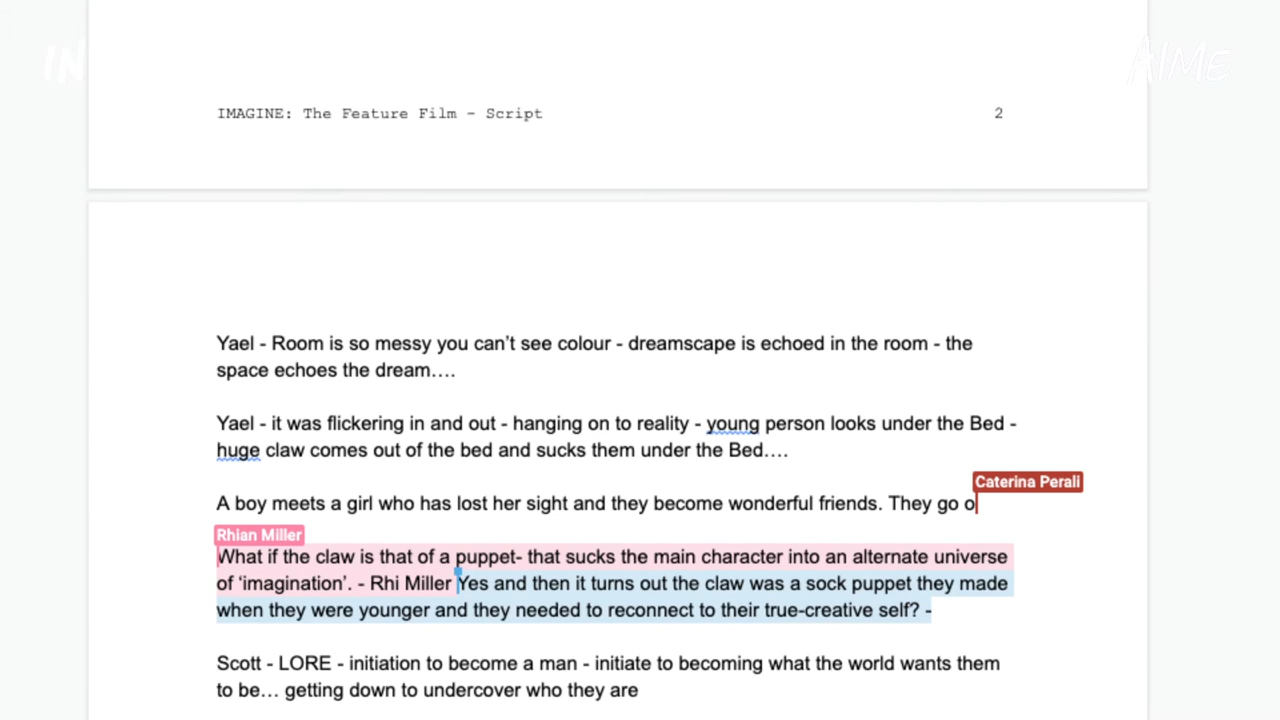 IN
AIME
IMAGINE: The Feature Film - Script 2
Yael - Room is so messy you can't see colour - dreamscape is echoed in the room - the
space echoes the dream….
Yael - it was flickering in and out - hanging on to reality - young person looks under the Bed -
huge claw comes out of the bed and sucks them under the Bed….
Caterina Perali
A boy meets a girl who has lost her sight and they become wonderful friends. They go o
Rhian Miller
What if the claw is that of a puppet- that sucks the main character into an alternate universe
of ‘imagination’. - Rhi Miller Yes and then it turns out the claw was a sock puppet they made
when they were younger and they needed to reconnect to their true-creative self? -
Scott - LORE - initiation to become a man - initiate to becoming what the world wants them
to be… getting down to undercover who they are